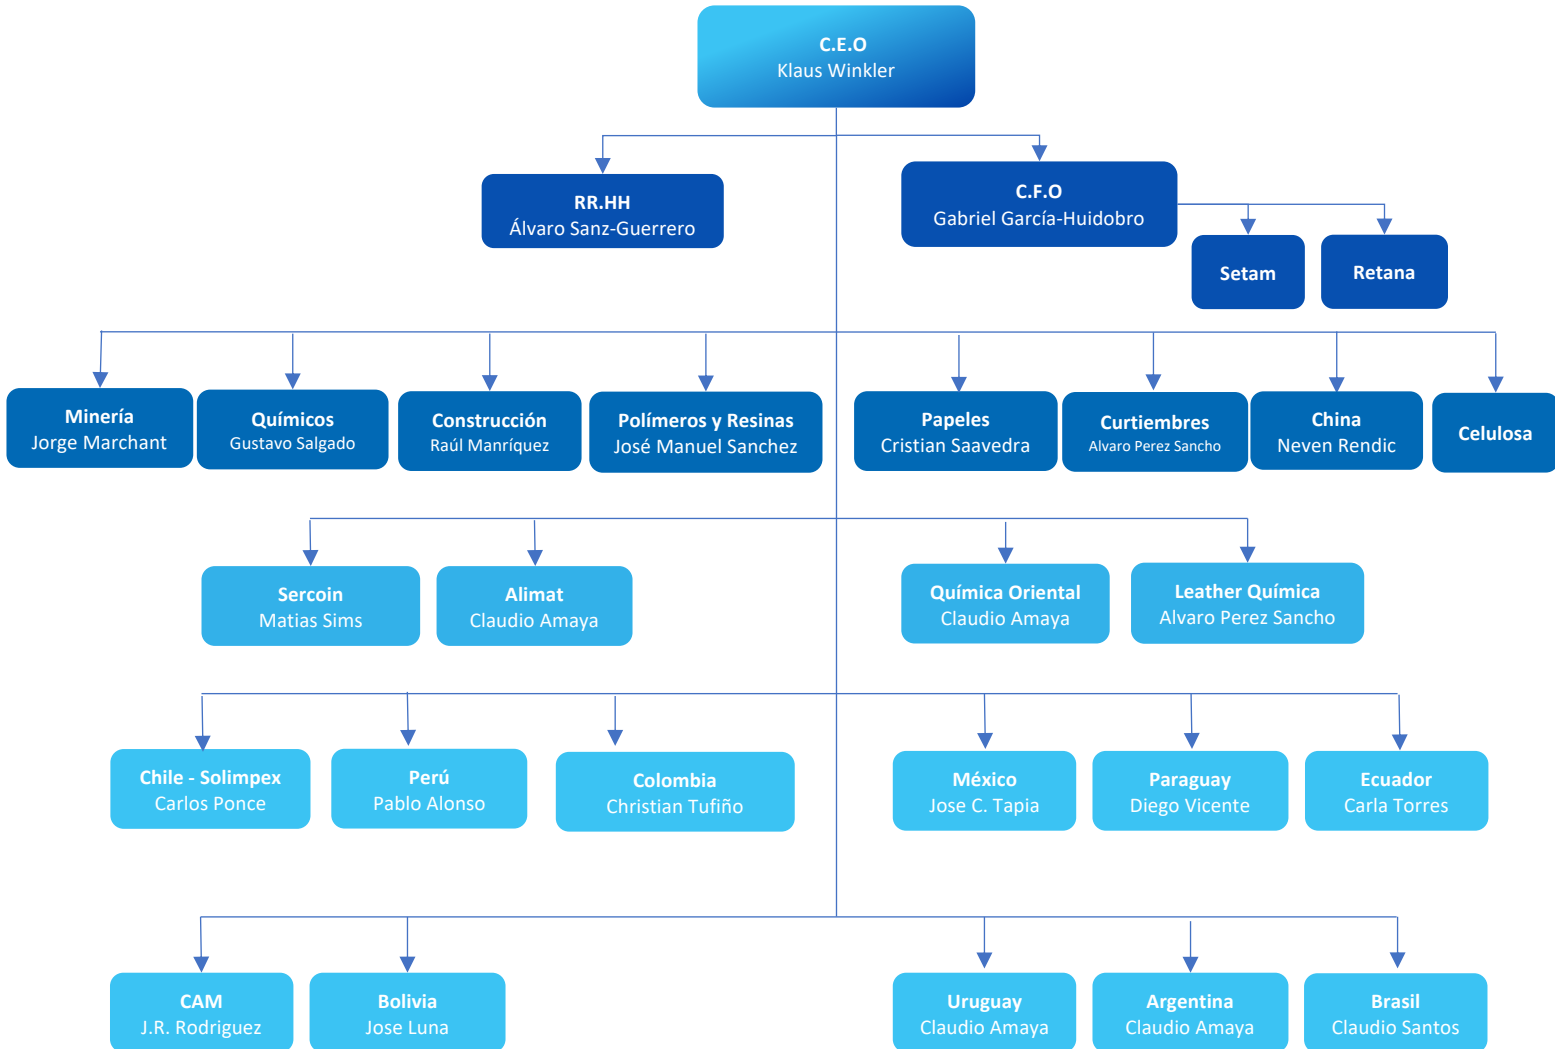 C.E.O
Klaus Winkler
RR.HH
Álvaro Sanz-Guerrero
C.F.O
Gabriel García-Huidobro
Setam
Retana
Minería
Jorge Marchant
Químicos
Gustavo Salgado
Construcción
Raúl Manríquez
Polímeros y Resinas
José Manuel Sanchez
Papeles
Cristian Saavedra
Curtiembres
Alvaro Perez Sancho
China
Neven Rendic
Celulosa
Sercoin
Matias Sims
Alimat
Claudio Amaya
Química Oriental
Claudio Amaya
Leather Química
Alvaro Perez Sancho
Chile - Solimpex
Carlos Ponce
Perú
Pablo Alonso
Colombia
Christian Tufiño
México
Jose C. Tapia
Paraguay
Diego Vicente
Ecuador
Carla Torres
CAM
J.R. Rodriguez
Bolivia
Jose Luna
Uruguay
Claudio Amaya
Argentina
Claudio Amaya
Brasil
Claudio Santos